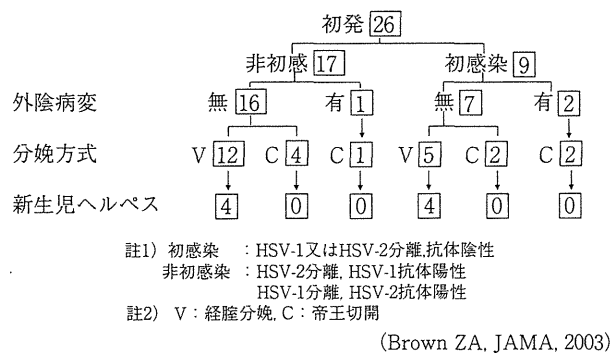 初発 26
非初感 17 初感染 9
外陰病変 無 16 有 1 無 7 有 2
分娩方式 V 12 C 4 C 1 V 5 C 2 C 2
新生児ヘルペス 4 0 0 4 0 0
註1) 初感染 : HSV-1又はHSV-2分離,抗体陰性
非初感染 : HSV-2分離, HSV-1抗体陽性
HSV-1分離, HSV-2抗体陽性
註2) V : 経腟分娩, C : 帝王切開
(Brown ZA, JAMA, 2003)